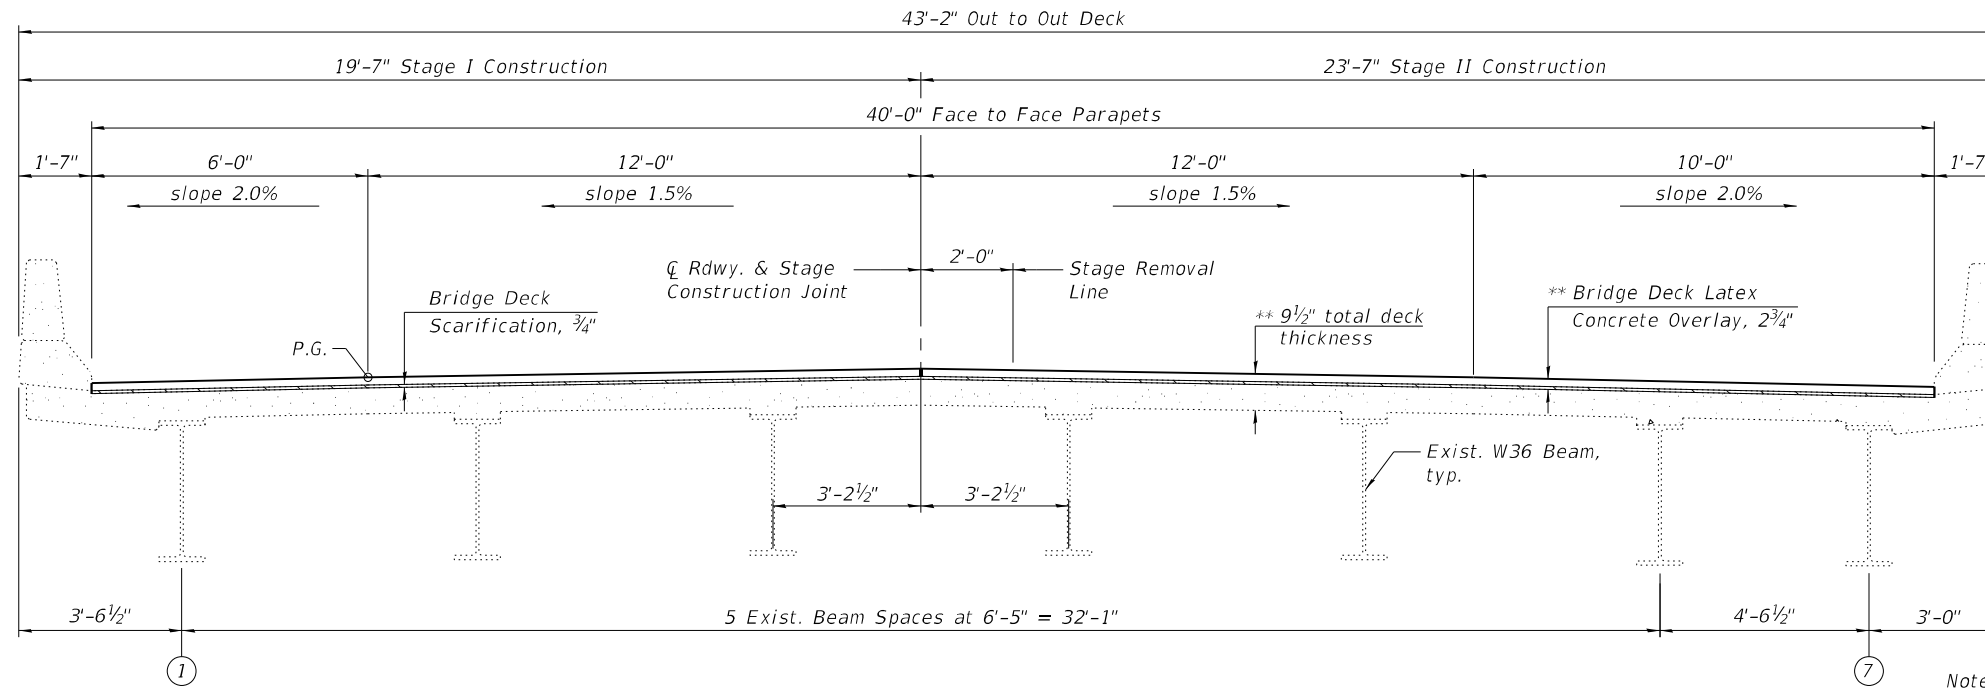 43'-2" Out to Out Deck
19'-7" Stage I Construction
23'-7" Stage II Construction
40'-0" Face to Face Parapets
1'-7"
6'-0"
12'-0"
12'-0"
10'-0"
1'-7
slope 2.0%
slope 1.5%
slope 1.5%
slope 2.0%
2'-0"
℄ Rdwy. & Stage
Construction Joint
Stage Removal
Line
Bridge Deck
Scarification, ¾"
** 9½" total deck
thickness
** Bridge Deck Latex
Concrete Overlay, 2¾"
P.G.
Exist. W36 Beam,
typ.
3'-2½"
3'-2½"
3'-6½"
5 Exist. Beam Spaces at 6'-5" = 32'-1"
4'-6½"
3'-0"
1
7
Note